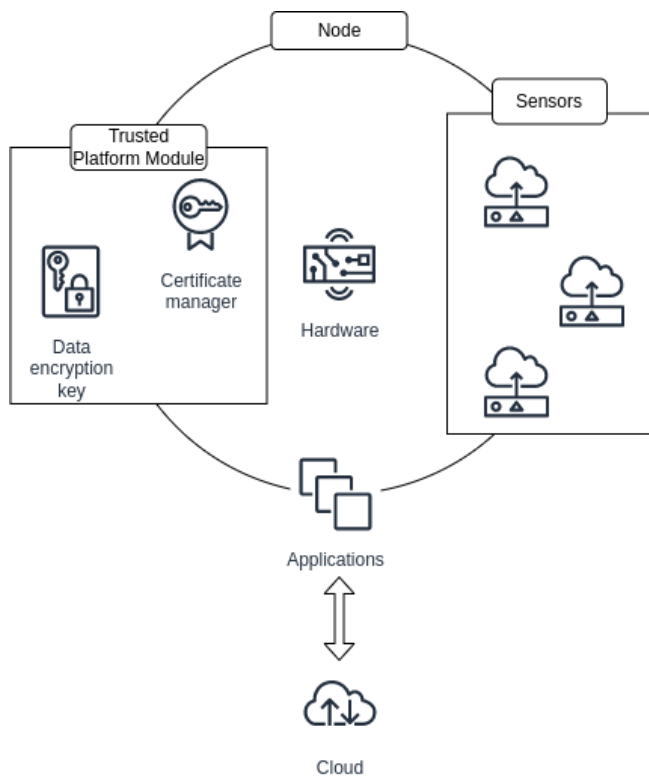 Node
Sensors
Trusted
Platform Module
Certificate
manager
Hardware
Data
encryption
key
Applications
Cloud